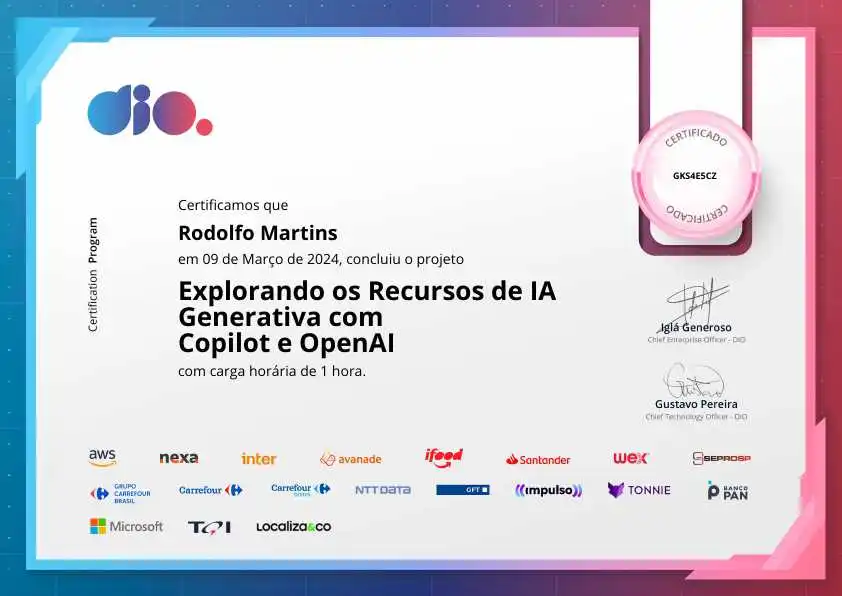 dio.
CERTIFICADO
GKS4E5CZ
CERTIFICADO
Certification Program
Certificamos que
Rodolfo Martins
em 09 de Março de 2024, concluiu o projeto
Explorando os Recursos de IA
Generativa com
Copilot e OpenAI
com carga horária de 1 hora.
Iglá Generoso
Chief Enterprise Officer - DIO
Gustavo Pereira
Chief Technology Officer - DIO
aws nexa inter avanade ifood Santander wex SEPROSP
GRUPO
CARREFOUR
BRASIL
Carrefour Carrefour NTT DATA GFT impulso TONNIE BANCO
PAN
Microsoft TQI LOCALIZA&CO